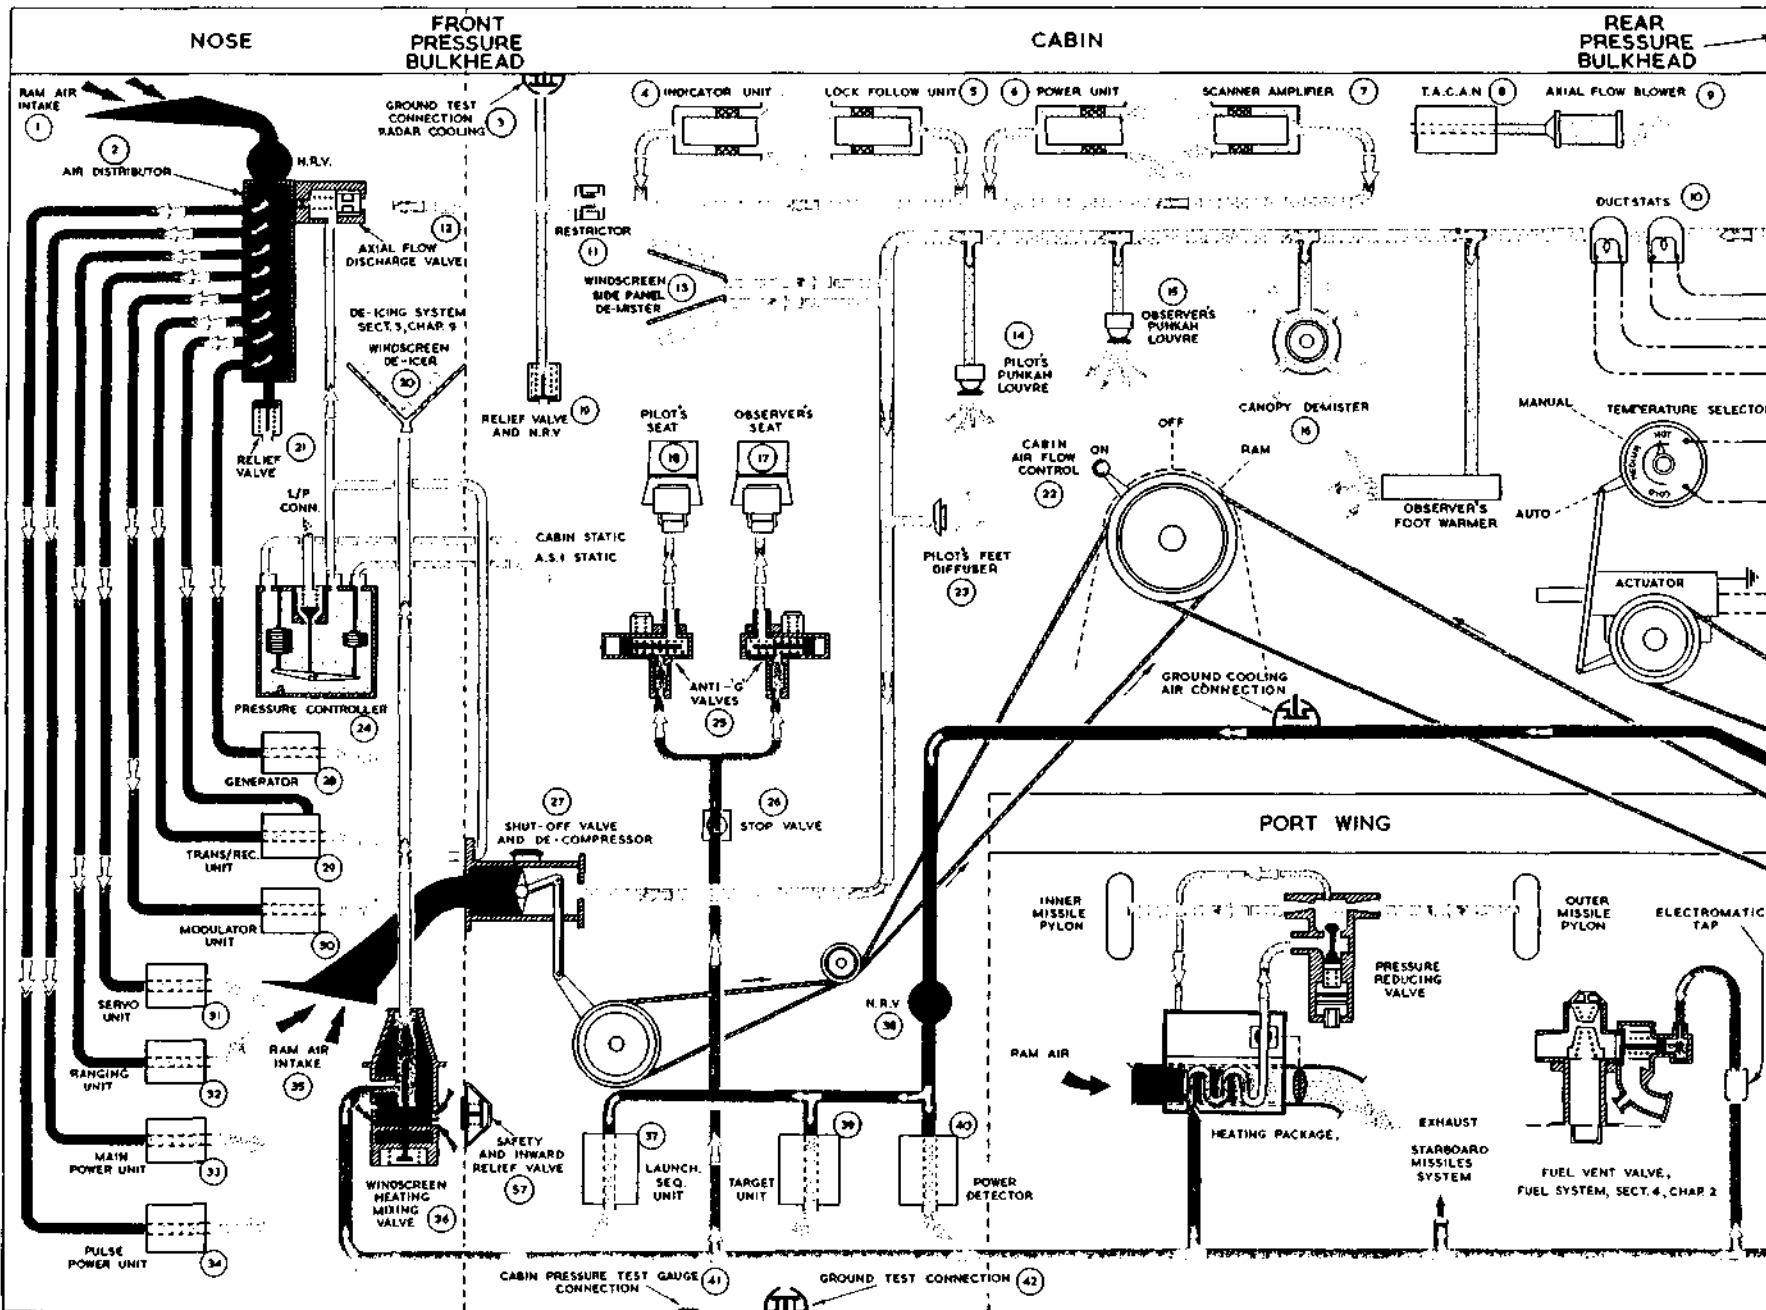 NOSE
FRONT
PRESSURE
BULKHEAD
CABIN
REAR
PRESSURE
BULKHEAD
RAM AIR
INTAKE
1
2
AIR DISTRIBUTOR
N.R.V.
GROUND TEST
CONNECTION
RADAR COOLING
3
4 INDICATOR UNIT
LOCK FOLLOW UNIT 5
6 POWER UNIT
SCANNER AMPLIFIER 7
T.A.C.A.N 8
AXIAL FLOW BLOWER 9
DUCTSTATS 10
RESTRICTOR
11
12
AXIAL FLOW
DISCHARGE VALVE
WINDSCREEN
SIDE PANEL
DE-MISTER
13
14
PILOT'S
PUNKAH
LOUVRE
15
OBSERVER'S
PUNKAH
LOUVRE
CANOPY DEMISTER
16
DE-ICING SYSTEM
SECT. 5, CHAP. 9
WINDSCREEN
DE-ICER
20
RELIEF VALVE
AND N.R.V
19
PILOT'S
SEAT
18
OBSERVER'S
SEAT
17
RELIEF
VALVE
21
L/P
CONN.
CABIN STATIC
A.S.I STATIC
CABIN
AIR FLOW
CONTROL
22
ON
OFF
RAM
MANUAL
TEMPERATURE SELECTOR
HOT
MEDIUM
COLD
AUTO
OBSERVER'S
FOOT WARMER
PILOT'S FEET
DIFFUSER
23
ACTUATOR
PRESSURE CONTROLLER
24
ANTI-'G'
VALVES
25
GROUND COOLING
AIR CONNECTION
GENERATOR
28
27
SHUT-OFF VALVE
AND DE-COMPRESSOR
26
STOP VALVE
PORT WING
TRANS/REC.
UNIT
29
MODULATOR
UNIT
30
SERVO
UNIT
31
RANGING
UNIT
32
MAIN
POWER UNIT
33
PULSE
POWER UNIT
34
RAM AIR
INTAKE
35
WINDSCREEN
HEATING
MIXING
VALVE
36
SAFETY
AND INWARD
RELIEF VALVE
57
37
LAUNCH.
SEQ.
UNIT
N.R.V
38
39
TARGET
UNIT
40
POWER
DETECTOR
INNER
MISSILE
PYLON
OUTER
MISSILE
PYLON
ELECTROMATIC
TAP
PRESSURE
REDUCING
VALVE
RAM AIR
HEATING PACKAGE,
EXHAUST
STARBOARD
MISSILES
SYSTEM
FUEL VENT VALVE,
FUEL SYSTEM, SECT. 4, CHAP. 2
CABIN PRESSURE TEST GAUGE
CONNECTION
41
GROUND TEST CONNECTION 42